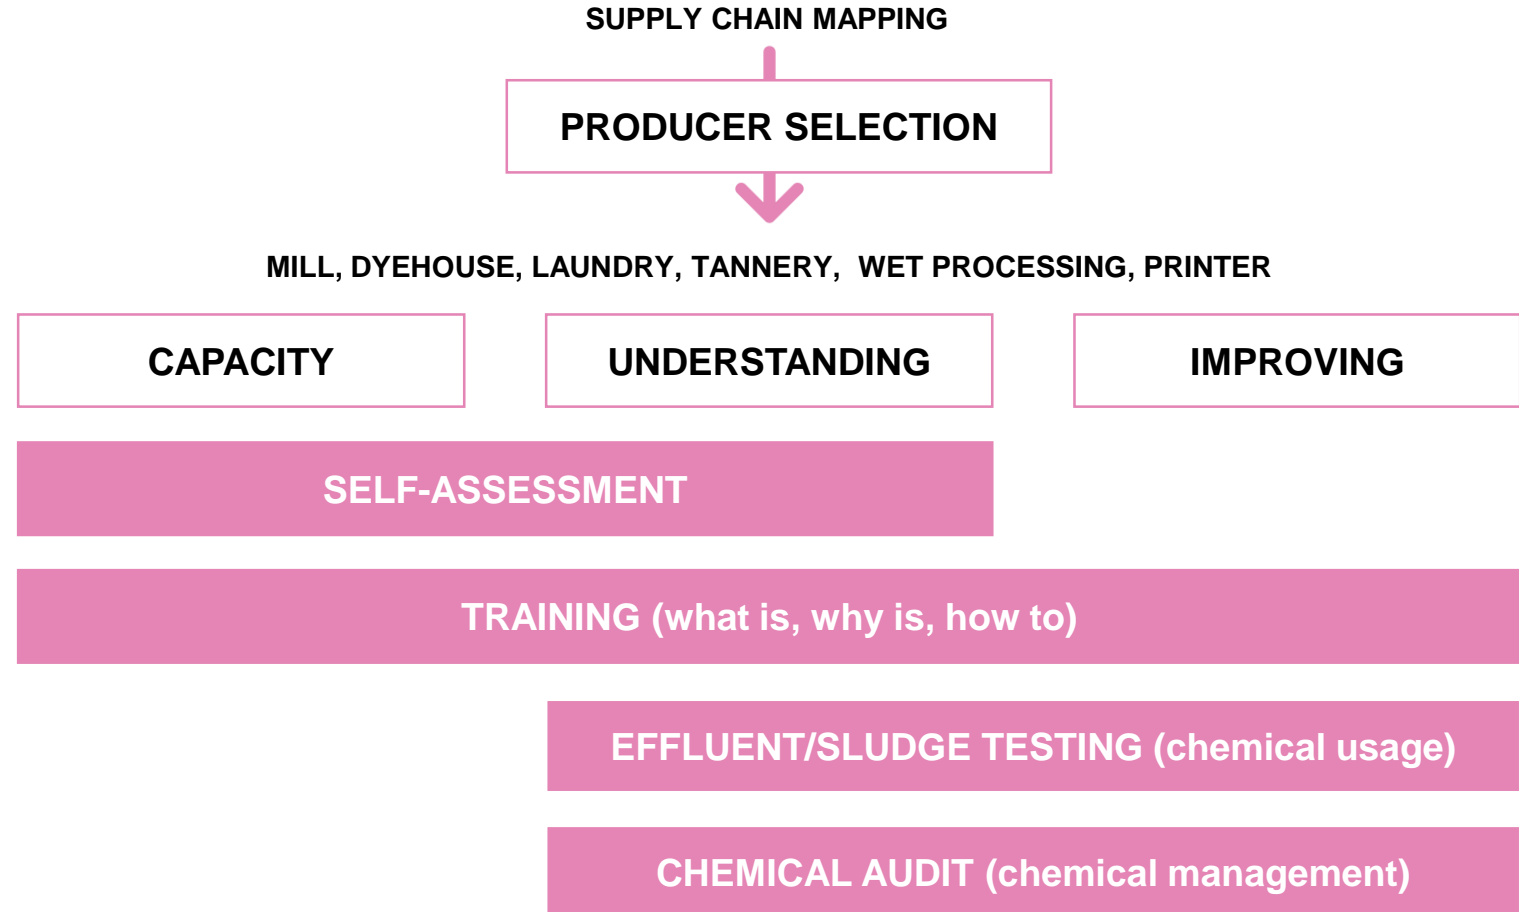 SUPPLY CHAIN MAPPING
PRODUCER SELECTION
MILL, DYEHOUSE, LAUNDRY, TANNERY, WET PROCESSING, PRINTER
CAPACITY
UNDERSTANDING
IMPROVING
SELF-ASSESSMENT
TRAINING (what is, why is, how to)
EFFLUENT/SLUDGE TESTING (chemical usage)
CHEMICAL AUDIT (chemical management)